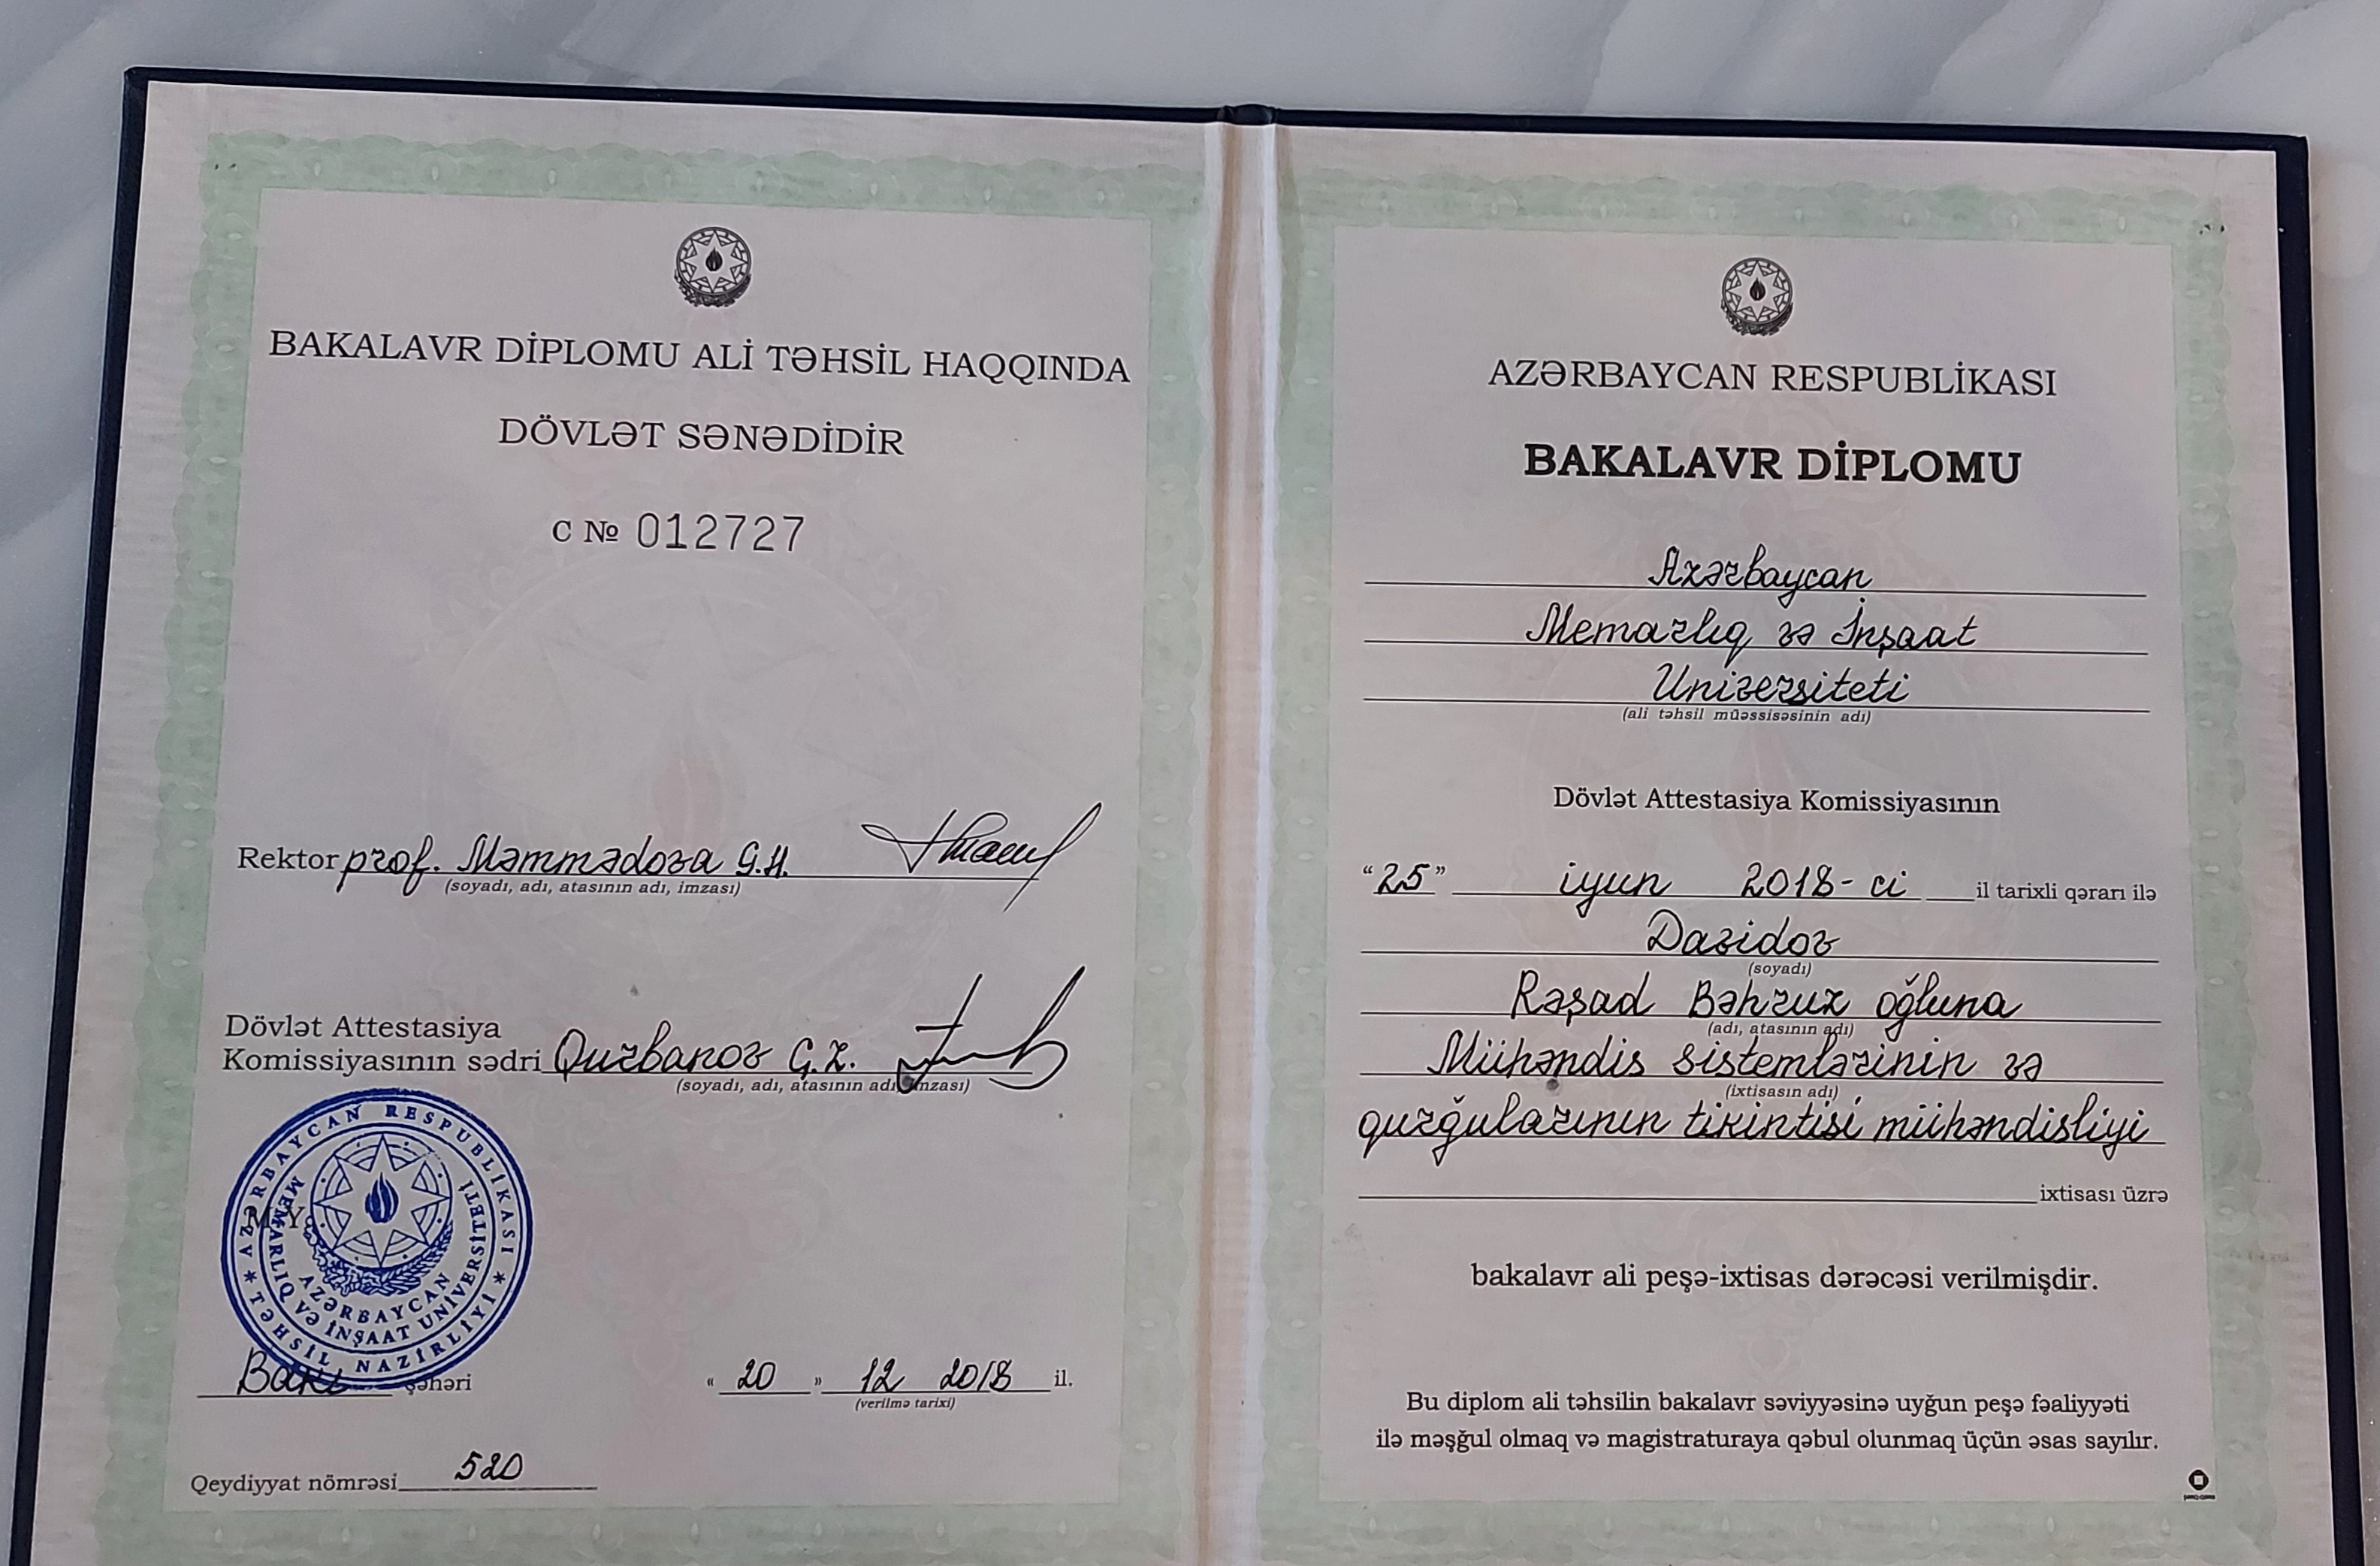 BAKALAVR DİPLOMU ALİ TƏHSİL HAQQINDA
DÖVLƏT SƏNƏDİDİR
C № 012727
Rektor prof. Məmmədova G.H.
(soyadı, adı, atasının adı, imzası)
Dövlət Attestasiya
Komissiyasının sədri Qurbanov G.Z.
(soyadı, adı, atasının adı, imzası)
M Y
AZƏRBAYCAN RESPUBLİKASI
TƏHSİL NAZİRLİYİ
AZƏRBAYCAN
MEMARLIQ VƏ İNŞAAT UNİVERSİTETİ
Bakı şəhəri
« 20 » 12 2018 il.
(verilmə tarixi)
Qeydiyyat nömrəsi 520
AZƏRBAYCAN RESPUBLİKASI
BAKALAVR DİPLOMU
Azərbaycan
Memarlıq və İnşaat
Universiteti
(ali təhsil müəssisəsinin adı)
Dövlət Attestasiya Komissiyasının
“25” iyun 2018-ci il tarixli qərarı ilə
Davidov
(soyadı)
Rəşad Bəhruz oğluna
(adı, atasının adı)
Mühəndis sistemlərinin və
(ixtisasın adı)
qurğularının tikintisi mühəndisliyi
ixtisası üzrə
bakalavr ali peşə-ixtisas dərəcəsi verilmişdir.
Bu diplom ali təhsilin bakalavr səviyyəsinə uyğun peşə fəaliyyəti
ilə məşğul olmaq və magistraturaya qəbul olunmaq üçün əsas sayılır.